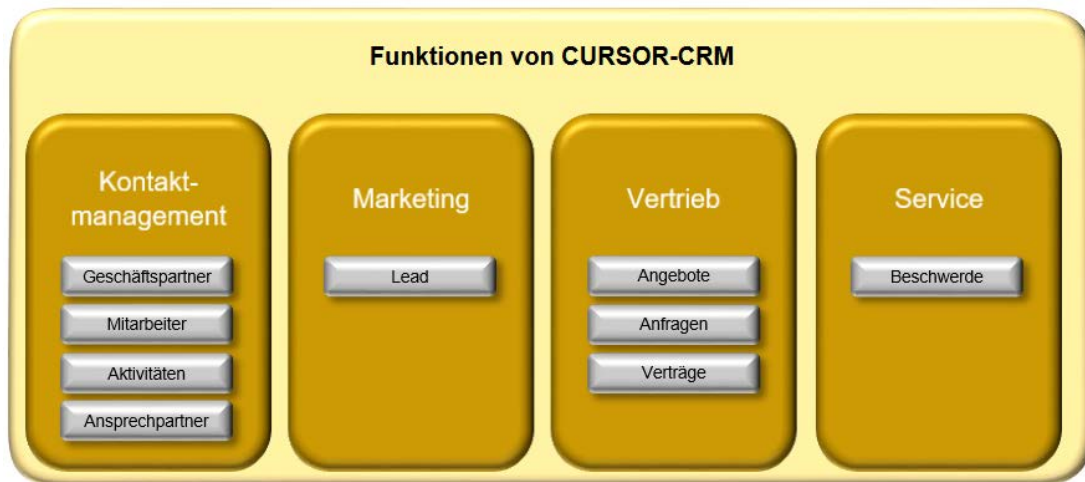 Funktionen von CURSOR-CRM
Kontakt-
management
Geschäftspartner
Mitarbeiter
Aktivitäten
Ansprechpartner
Marketing
Lead
Vertrieb
Angebote
Anfragen
Verträge
Service
Beschwerde